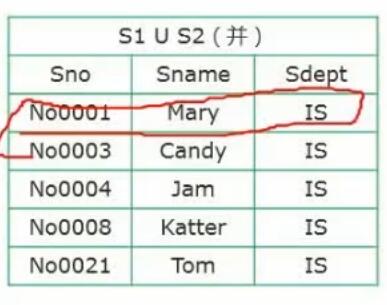 S1 U S2（并）
Sno Sname Sdept
No0001 Mary IS
No0003 Candy IS
No0004 Jam IS
No0008 Katter IS
No0021 Tom IS